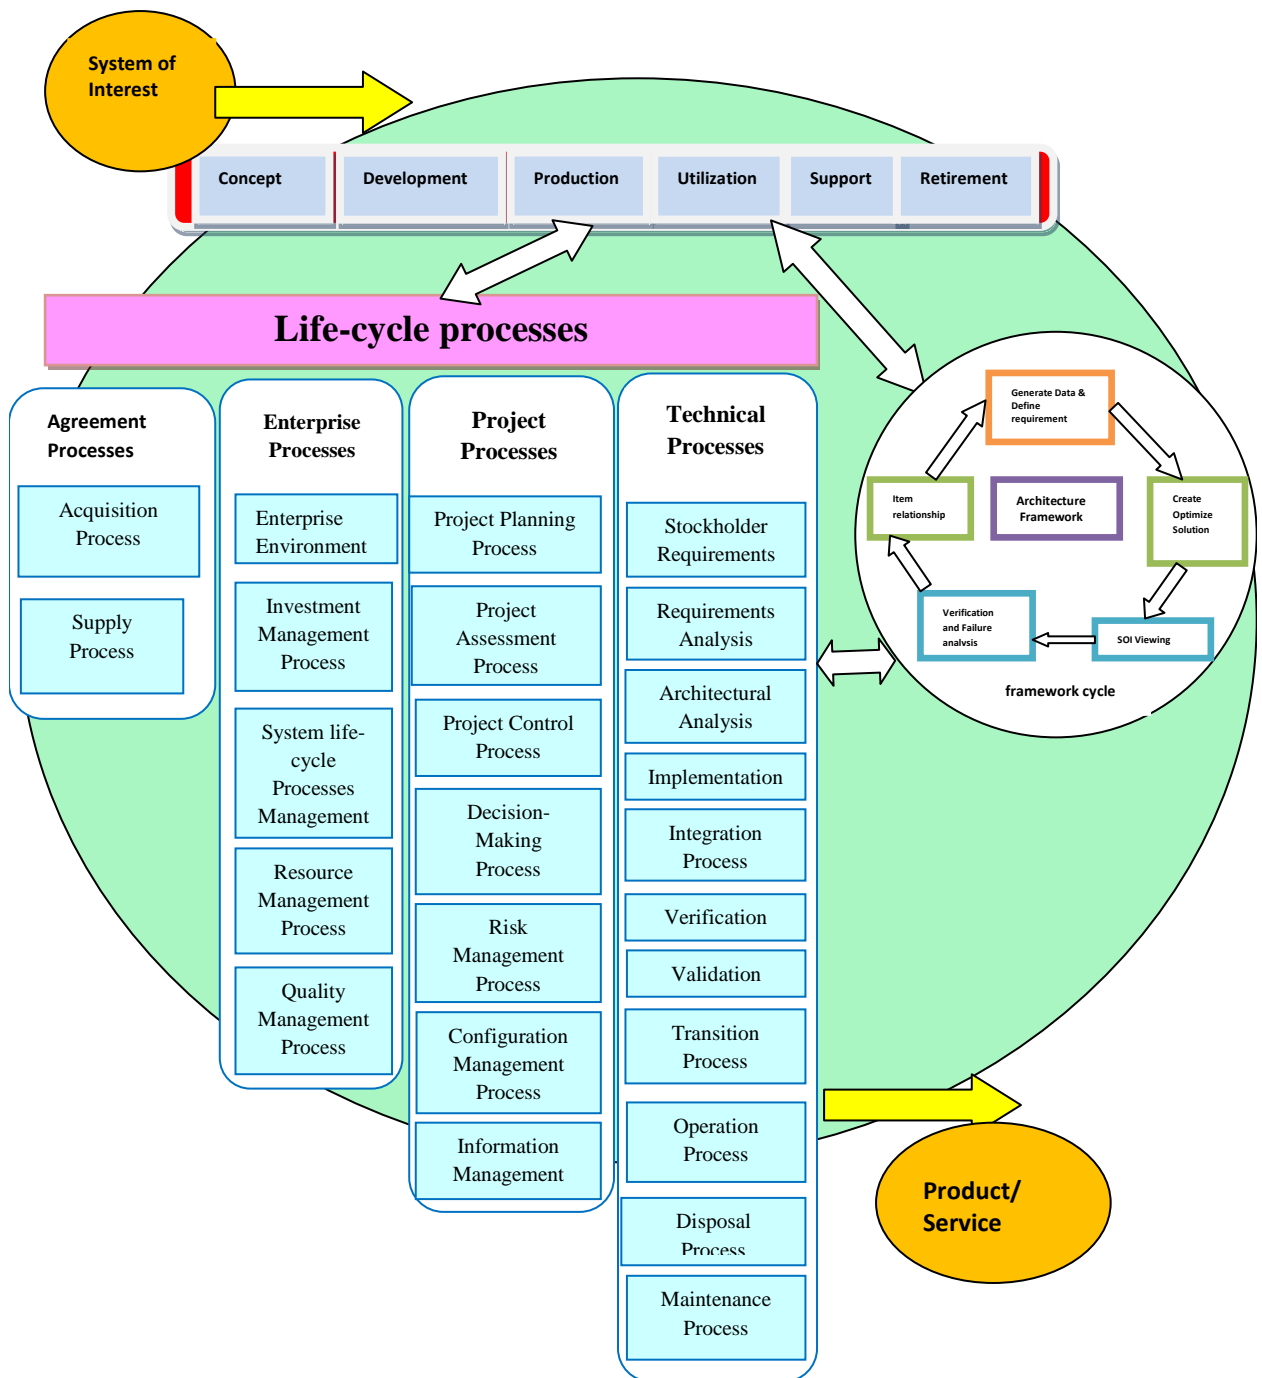 System of
Interest
Concept
Development
Production
Utilization
Support
Retirement
Life-cycle processes
Agreement
Processes
Acquisition
Process
Supply
Process
Enterprise
Processes
Enterprise
Environment
Investment
Management
Process
System life-
cycle
Processes
Management
Resource
Management
Process
Quality
Management
Process
Project
Processes
Project Planning
Process
Project
Assessment
Process
Project Control
Process
Decision-
Making
Process
Risk
Management
Process
Configuration
Management
Process
Information
Management
Technical
Processes
Stockholder
Requirements
Requirements
Analysis
Architectural
Analysis
Implementation
Integration
Process
Verification
Validation
Transition
Process
Operation
Process
Disposal
Process
Maintenance
Process
Generate Data &
Define
requirement
Item
relationship
Architecture
Framework
Create
Optimize
Solution
Verification
and Failure
analysis
SOI Viewing
framework cycle
Product/
Service